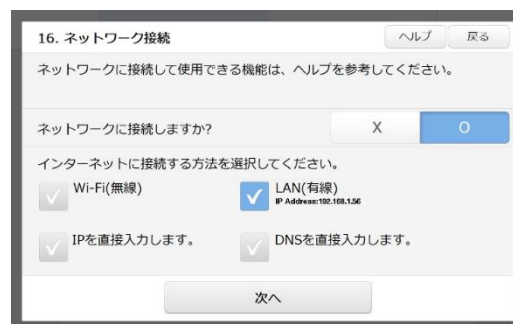 16. ネットワーク接続
ヘルプ
戻る
ネットワークに接続して使用できる機能は、ヘルプを参考してください。
ネットワークに接続しますか?
X
O
インターネットに接続する方法を選択してください。
Wi-Fi(無線)
LAN(有線)
IP Address:192.168.1.56
IPを直接入力します。
DNSを直接入力します。
次へ